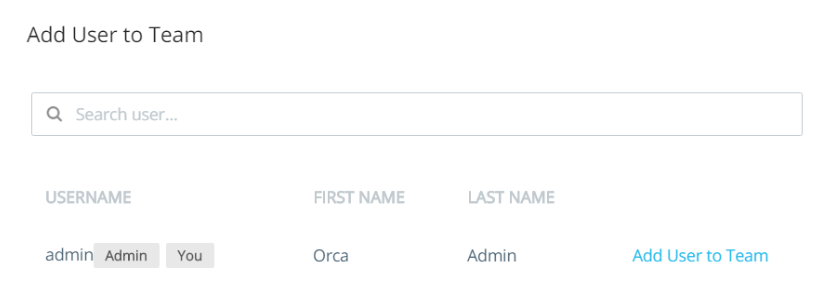 Add User to Team
Search user...
USERNAME FIRST NAME LAST NAME
admin Admin You Orca Admin Add User to Team